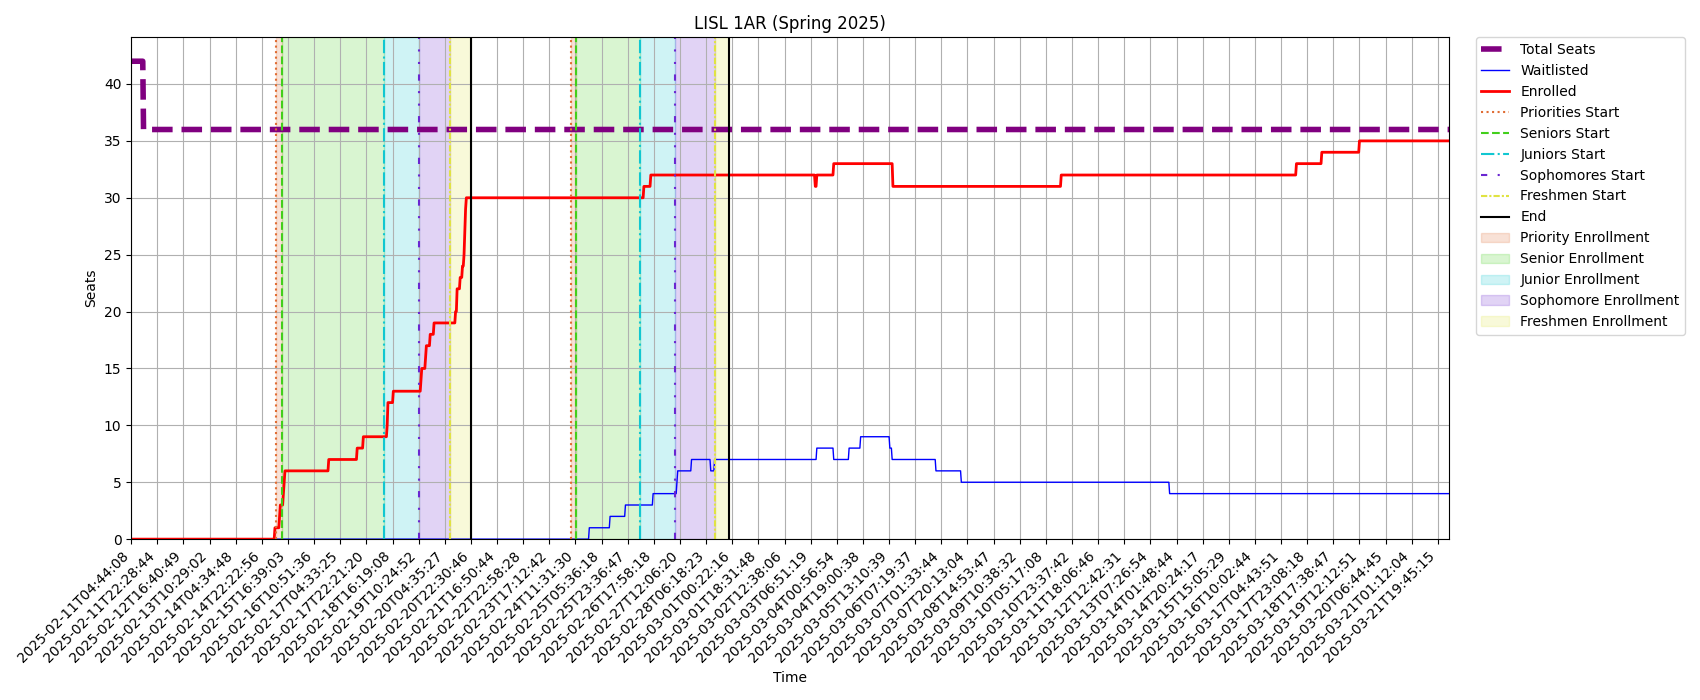 LISL 1AR (Spring 2025)
Seats
40
35
30
25
20
15
10
5
0
2025-02-11T04:44:08
2025-02-11T22:28:44
2025-02-12T16:40:49
2025-02-13T10:29:02
2025-02-14T04:34:48
2025-02-14T22:22:56
2025-02-15T16:39:03
2025-02-16T10:51:36
2025-02-17T04:33:25
2025-02-17T22:21:20
2025-02-18T16:19:08
2025-02-19T10:24:52
2025-02-20T04:35:27
2025-02-20T22:30:46
2025-02-21T16:50:44
2025-02-22T22:58:28
2025-02-23T17:12:42
2025-02-24T11:31:30
2025-02-25T05:36:18
2025-02-25T23:36:47
2025-02-26T17:58:18
2025-02-27T12:06:20
2025-02-28T06:18:23
2025-03-01T00:22:16
2025-03-01T18:31:48
2025-03-02T12:38:06
2025-03-03T06:51:19
2025-03-04T00:56:54
2025-03-04T19:00:38
2025-03-05T13:10:39
2025-03-06T07:19:37
2025-03-07T01:33:44
2025-03-07T20:13:04
2025-03-08T14:53:47
2025-03-09T10:38:32
2025-03-10T05:17:08
2025-03-10T23:37:42
2025-03-11T18:06:46
2025-03-12T12:42:31
2025-03-13T07:26:54
2025-03-14T01:48:44
2025-03-14T20:24:17
2025-03-15T15:05:29
2025-03-16T10:02:44
2025-03-17T04:43:51
2025-03-17T23:08:18
2025-03-18T17:38:47
2025-03-19T12:12:51
2025-03-20T06:44:45
2025-03-21T01:12:04
2025-03-21T19:45:15
Time
Total Seats
Waitlisted
Enrolled
Priorities Start
Seniors Start
Juniors Start
Sophomores Start
Freshmen Start
End
Priority Enrollment
Senior Enrollment
Junior Enrollment
Sophomore Enrollment
Freshmen Enrollment